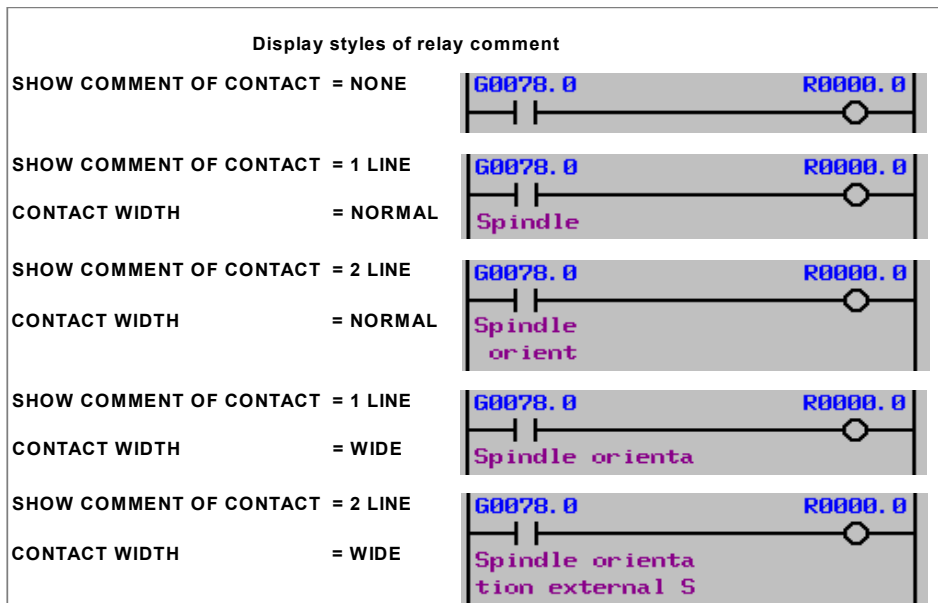 Display styles of relay comment
SHOW COMMENT OF CONTACT = NONE
G0078.0 R0000.0
SHOW COMMENT OF CONTACT = 1 LINE
G0078.0 R0000.0
CONTACT WIDTH = NORMAL
Spindle
SHOW COMMENT OF CONTACT = 2 LINE
G0078.0 R0000.0
CONTACT WIDTH = NORMAL
Spindle
orient
SHOW COMMENT OF CONTACT = 1 LINE
G0078.0 R0000.0
CONTACT WIDTH = WIDE
Spindle orienta
SHOW COMMENT OF CONTACT = 2 LINE
G0078.0 R0000.0
CONTACT WIDTH = WIDE
Spindle orienta
tion external S